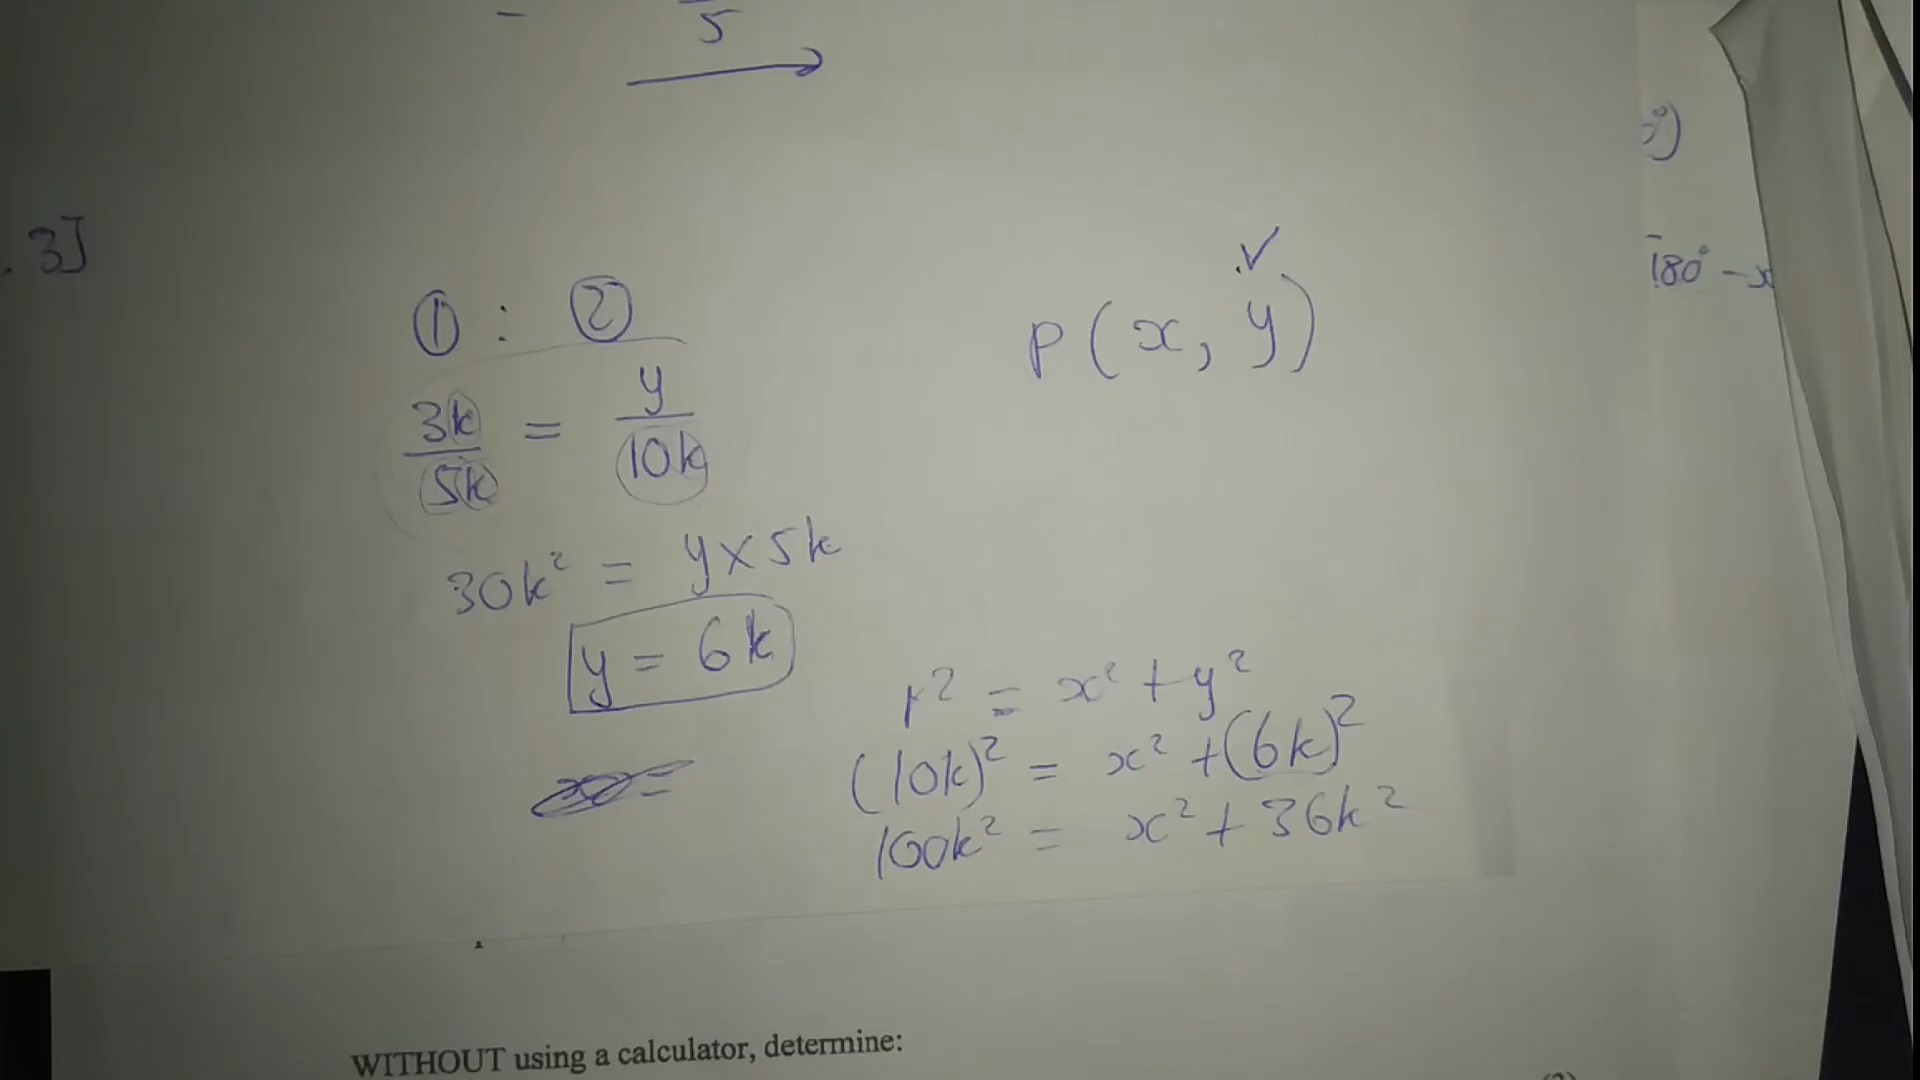 5
.3]
① : ②
3k/5k = y/10k
30k² = y×5k
y = 6k
P(x, y)
r² = x² + y²
(10k)² = x² + (6k)²
100k² = x² + 36k²
180° - x
WITHOUT using a calculator, determine: